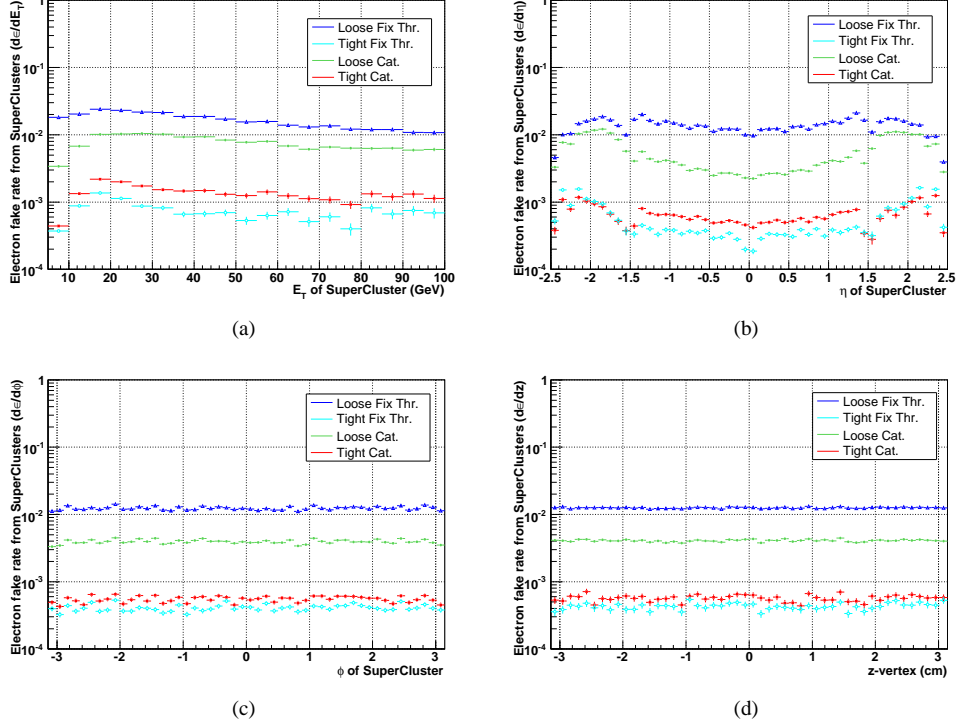 Electron fake rate from SuperClusters (dϵ/dE_T)
1
10^-1
10^-2
10^-3
10^-4
Loose Fix Thr.
Tight Fix Thr.
Loose Cat.
Tight Cat.
10 20 30 40 50 60 70 80 90 100
E_T of SuperCluster (GeV)
(a)
Electron fake rate from SuperClusters (dϵ/dη)
1
10^-1
10^-2
10^-3
10^-4
Loose Fix Thr.
Tight Fix Thr.
Loose Cat.
Tight Cat.
-2.5 -2 -1.5 -1 -0.5 0 0.5 1 1.5 2 2.5
η of SuperCluster
(b)
Electron fake rate from SuperClusters (dϵ/dϕ)
1
10^-1
10^-2
10^-3
10^-4
Loose Fix Thr.
Tight Fix Thr.
Loose Cat.
Tight Cat.
-3 -2 -1 0 1 2 3
ϕ of SuperCluster
(c)
Electron fake rate from SuperClusters (dϵ/dz)
1
10^-1
10^-2
10^-3
10^-4
Loose Fix Thr.
Tight Fix Thr.
Loose Cat.
Tight Cat.
-3 -2 -1 0 1 2 3
z-vertex (cm)
(d)